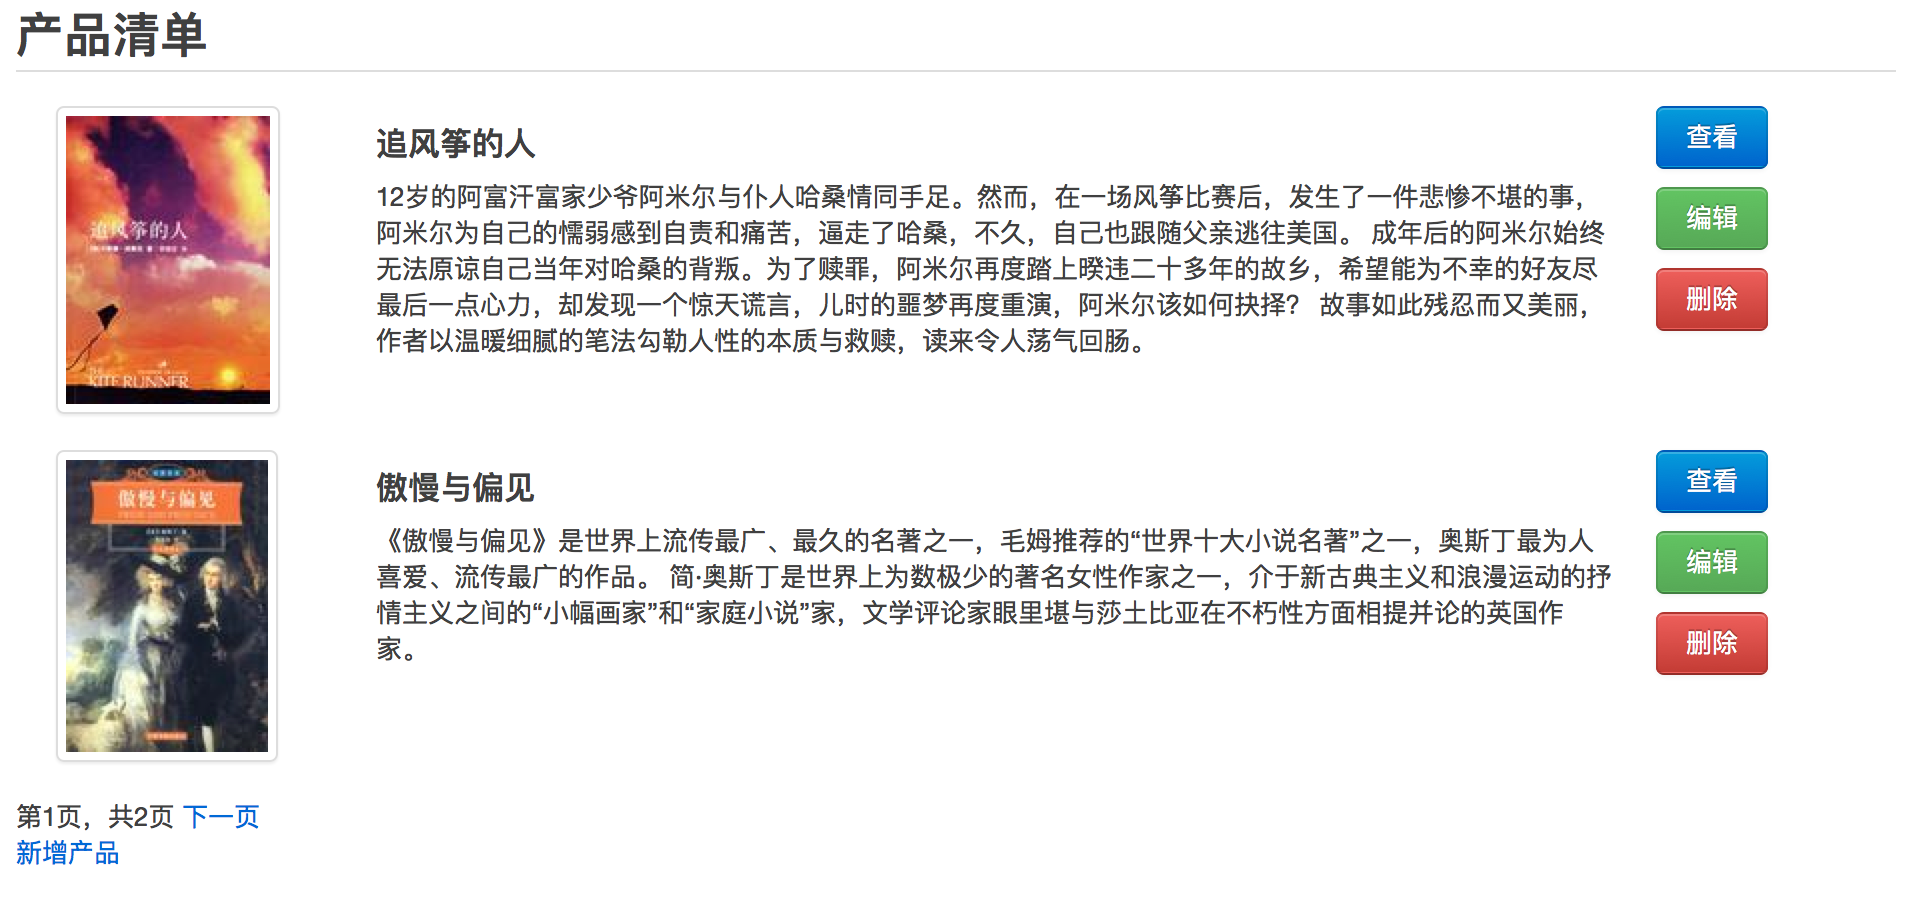 产品清单
追风筝的人
12岁的阿富汗富家少爷阿米尔与仆人哈桑情同手足。然而，在一场风筝比赛后，发生了一件悲惨不堪的事，
阿米尔为自己的懦弱感到自责和痛苦，逼走了哈桑，不久，自己也跟随父亲逃往美国。 成年后的阿米尔始终
无法原谅自己当年对哈桑的背叛。为了赎罪，阿米尔再度踏上暌违二十多年的故乡，希望能为不幸的好友尽
最后一点心力，却发现一个惊天谎言，儿时的噩梦再度重演，阿米尔该如何抉择？ 故事如此残忍而又美丽，
作者以温暖细腻的笔法勾勒人性的本质与救赎，读来令人荡气回肠。
查看
编辑
删除
追风筝的人
THE
KITE RUNNER
傲慢与偏见
《傲慢与偏见》是世界上流传最广、最久的名著之一，毛姆推荐的“世界十大小说名著”之一，奥斯丁最为人
喜爱、流传最广的作品。 简·奥斯丁是世界上为数极少的著名女性作家之一，介于新古典主义和浪漫运动的抒
情主义之间的“小幅画家”和“家庭小说”家，文学评论家眼里堪与莎士比亚在不朽性方面相提并论的英国作
家。
查看
编辑
删除
傲慢与偏见
第1页，共2页 下一页
新增产品